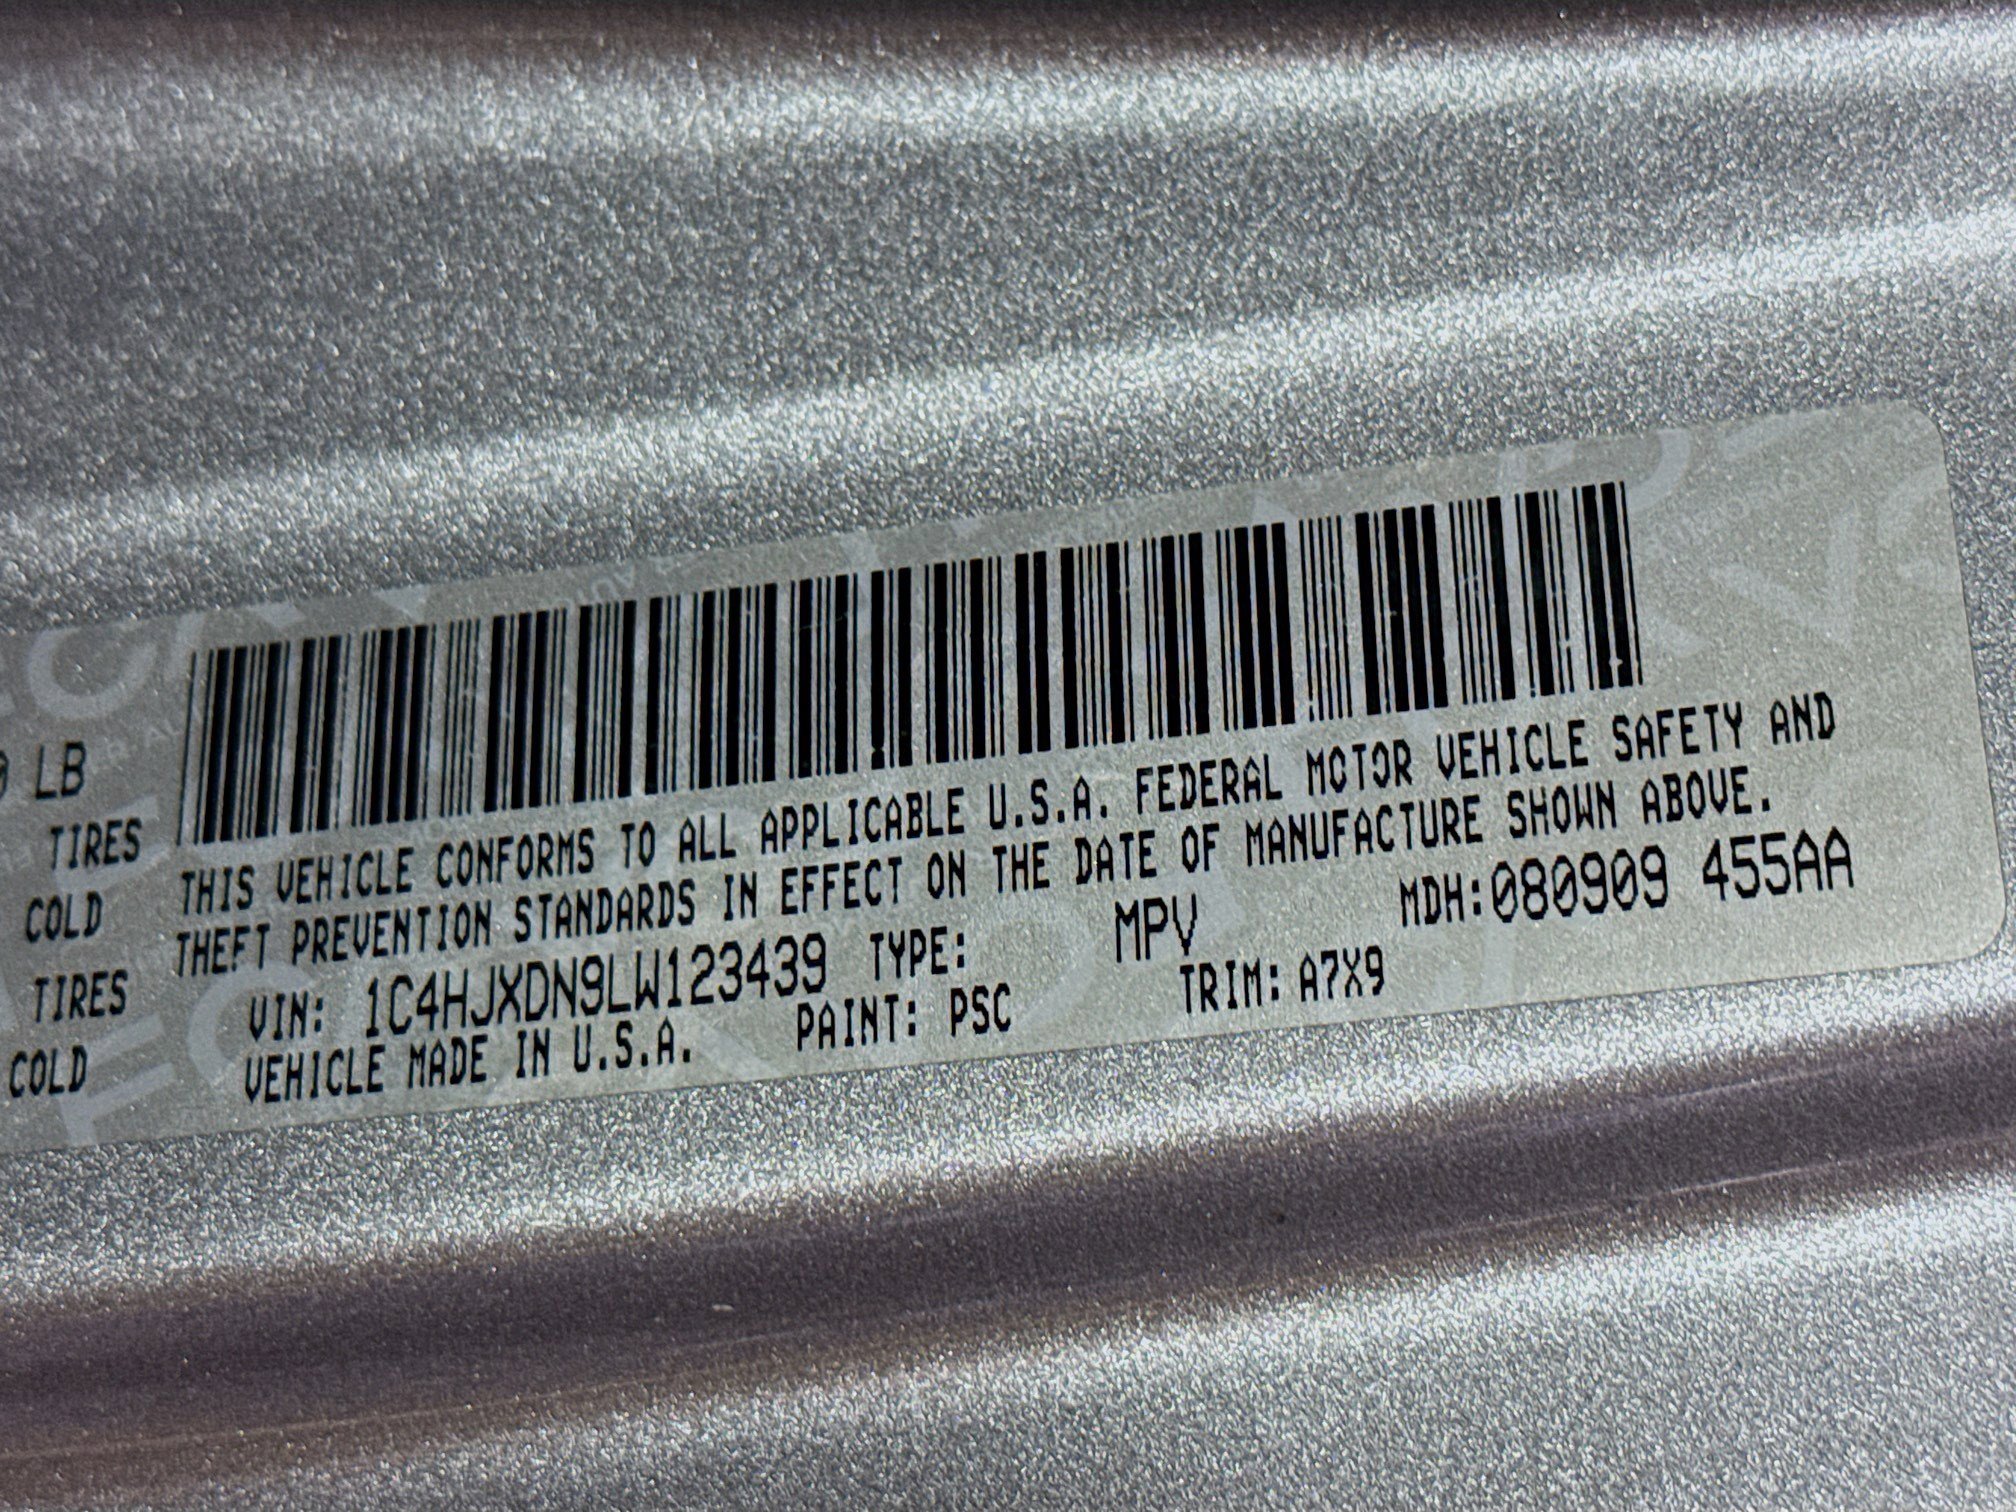 LB
TIRES
COLD
TIRES
COLD
THIS VEHICLE CONFORMS TO ALL APPLICABLE U.S.A. FEDERAL MOTOR VEHICLE SAFETY AND
THEFT PREVENTION STANDARDS IN EFFECT ON THE DATE OF MANUFACTURE SHOWN ABOVE.
VIN: 1C4HJXDN9LW123439 TYPE: MPV MDH:080909 455AA
VEHICLE MADE IN U.S.A. PAINT: PSC TRIM: A7X9